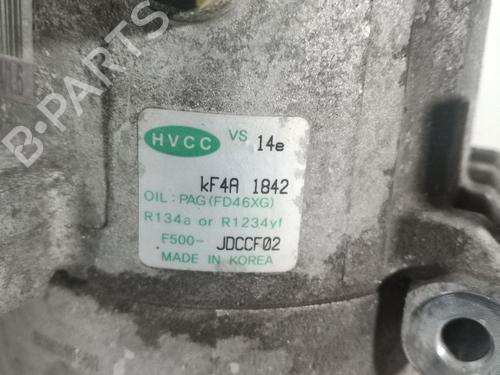 HVCC VS 14e
kF4A 1842
OIL : PAG (FD46XG)
R134a or R1234yf
F500- JDCCF02
MADE IN KOREA
B-PARTS